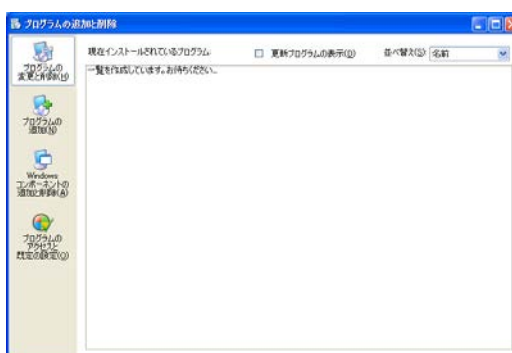 プログラムの追加と削除
プログラムの
変更と削除(H)
現在インストールされているプログラム:
更新プログラムの表示(D)
並べ替え(S)
名前
一覧を作成しています。お待ちください...
プログラムの
追加(N)
Windows
コンポーネントの
追加と削除(A)
プログラムの
アクセスと
既定の設定(O)